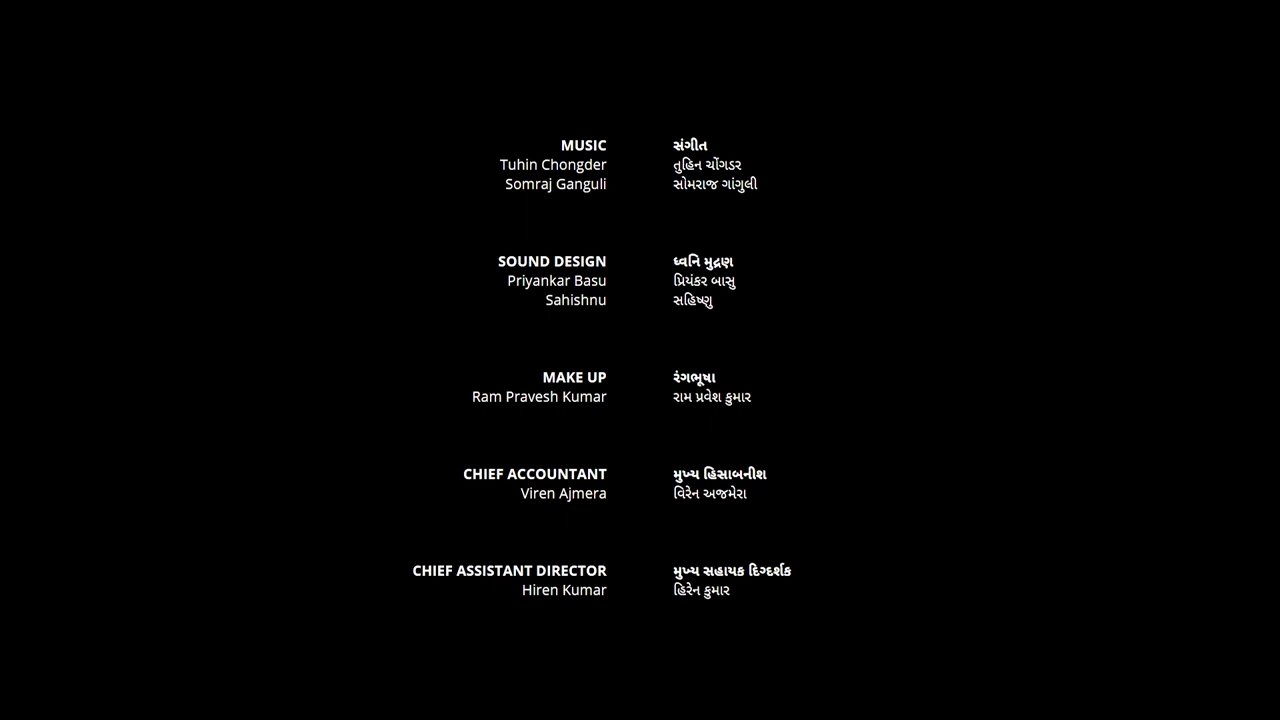 MUSIC સંગીત
Tuhin Chongder તુહિન ચોંગડર
Somraj Ganguli સોમરાજ ગાંગુલી
SOUND DESIGN ધ્વનિ મુદ્રણ
Priyankar Basu પ્રિયંકર બાસુ
Sahishnu સહિષ્ણુ
MAKE UP રંગભૂષા
Ram Pravesh Kumar રામ પ્રવેશ કુમાર
CHIEF ACCOUNTANT મુખ્ય હિસાબનીશ
Viren Ajmera વિરેન અજમેરા
CHIEF ASSISTANT DIRECTOR મુખ્ય સહાયક દિગ્દર્શક
Hiren Kumar હિરેન કુમાર